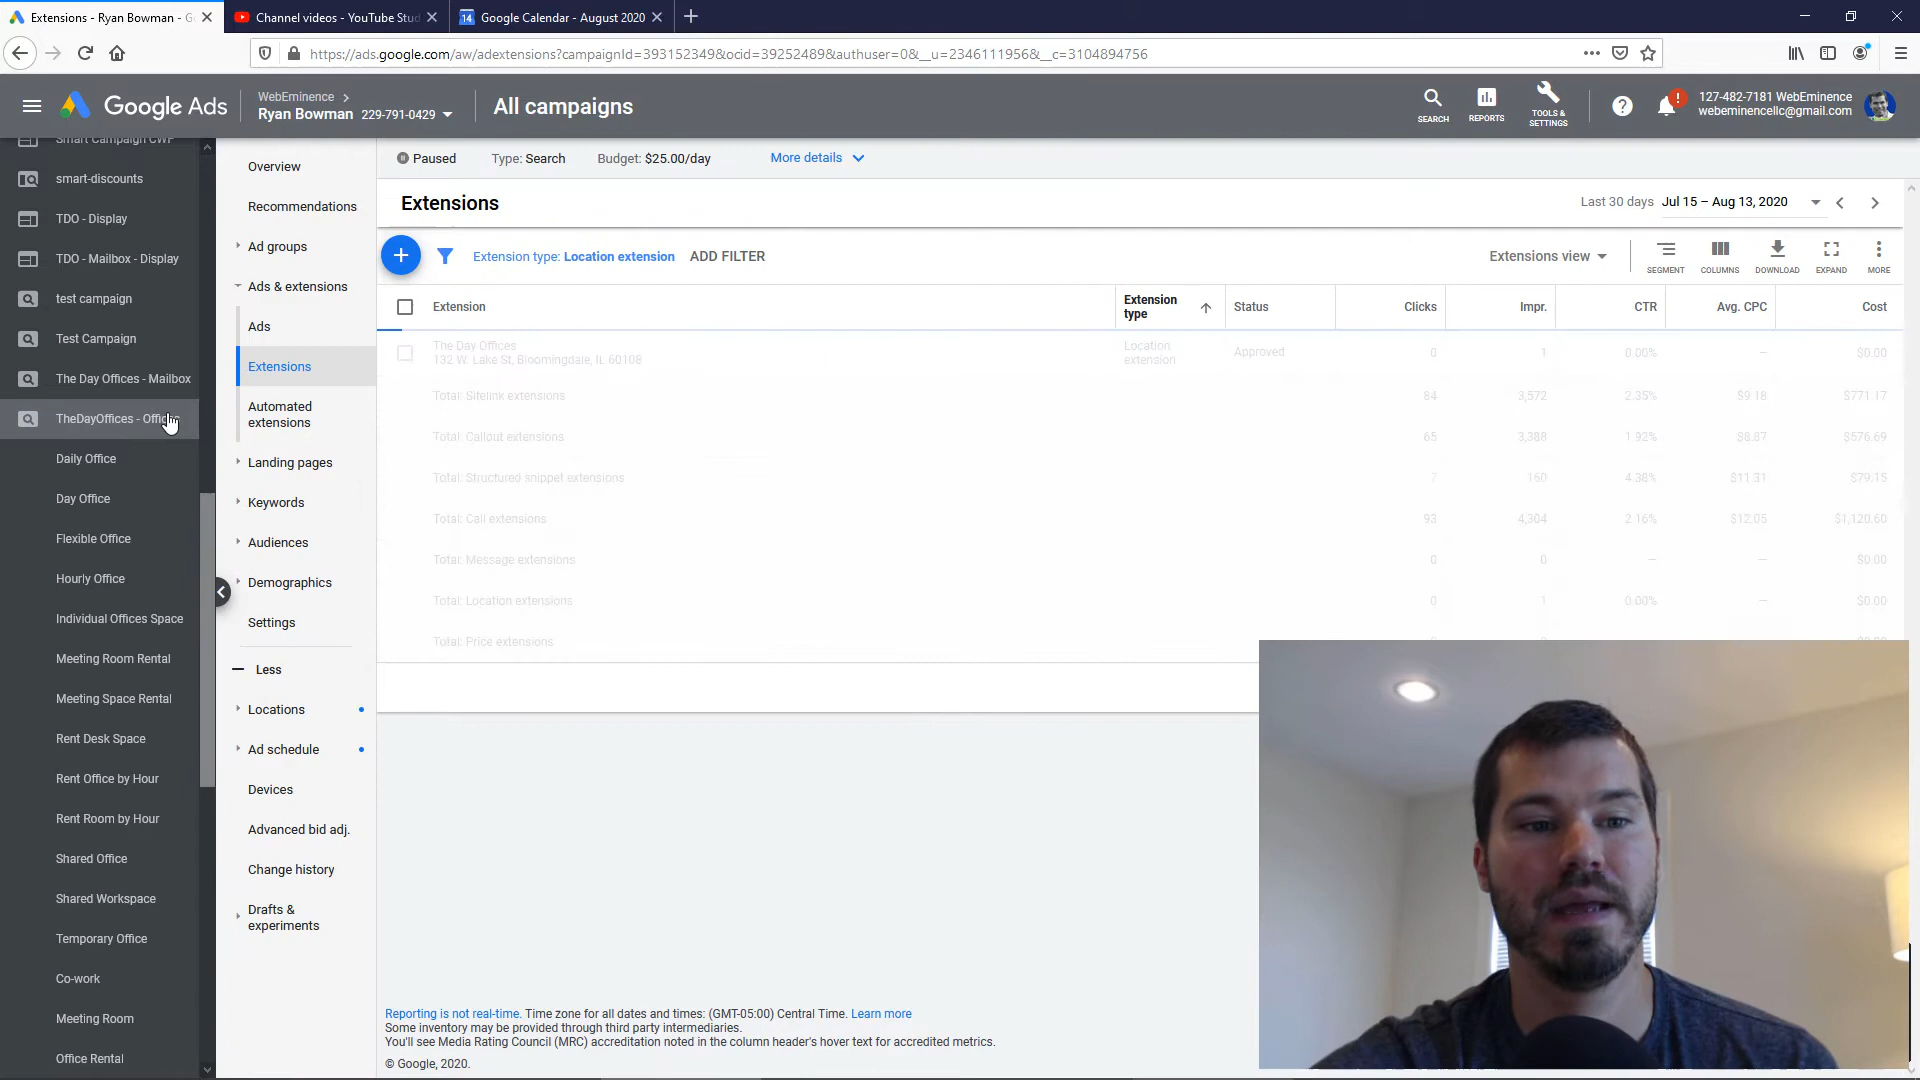 Extensions - Ryan Bowman - G
Channel videos - YouTube Stud
14 Google Calendar - August 2020
https://ads.google.com/aw/adextensions?campaignId=393152349&ocid=39252489&authuser=0&__u=2346111956&__c=3104894756
Google Ads
WebEminence
Ryan Bowman 229-791-0429
All campaigns
SEARCH
REPORTS
TOOLS &
SETTINGS
127-482-7181 WebEminence
webeminencellc@gmail.com
Smart Campaign CWP
smart-discounts
TDO - Display
TDO - Mailbox - Display
test campaign
Test Campaign
The Day Offices - Mailbox
TheDayOffices - Offices
Daily Office
Day Office
Flexible Office
Hourly Office
Individual Offices Space
Meeting Room Rental
Meeting Space Rental
Rent Desk Space
Rent Office by Hour
Rent Room by Hour
Shared Office
Shared Workspace
Temporary Office
Co-work
Meeting Room
Office Rental
Overview
Recommendations
Ad groups
Ads & extensions
Ads
Extensions
Automated
extensions
Landing pages
Keywords
Audiences
Demographics
Settings
Less
Locations
Ad schedule
Devices
Advanced bid adj.
Change history
Drafts &
experiments
Paused Type: Search Budget: $25.00/day More details
Extensions
Last 30 days Jul 15 – Aug 13, 2020
Extension type: Location extension ADD FILTER
Extensions view
SEGMENT COLUMNS DOWNLOAD EXPAND MORE
Extension Extension type Status Clicks Impr. CTR Avg. CPC Cost
The Day Offices
132 W. Lake St, Bloomingdale, IL 60108
Location extension Approved 0 1 0.00% — $0.00
Total: Sitelink extensions 84 3,572 2.35% $9.18 $771.17
Total: Callout extensions 65 3,388 1.92% $8.87 $576.69
Total: Structured snippet extensions 7 160 4.38% $11.31 $79.15
Total: Call extensions 93 4,304 2.16% $12.05 $1,120.60
Total: Message extensions 0 0 — — $0.00
Total: Location extensions 0 1 0.00% — $0.00
Total: Price extensions
Reporting is not real-time. Time zone for all dates and times: (GMT-05:00) Central Time. Learn more
Some inventory may be provided through third party intermediaries.
You'll see Media Rating Council (MRC) accreditation noted in the column header's hover text for accredited metrics.
© Google, 2020.